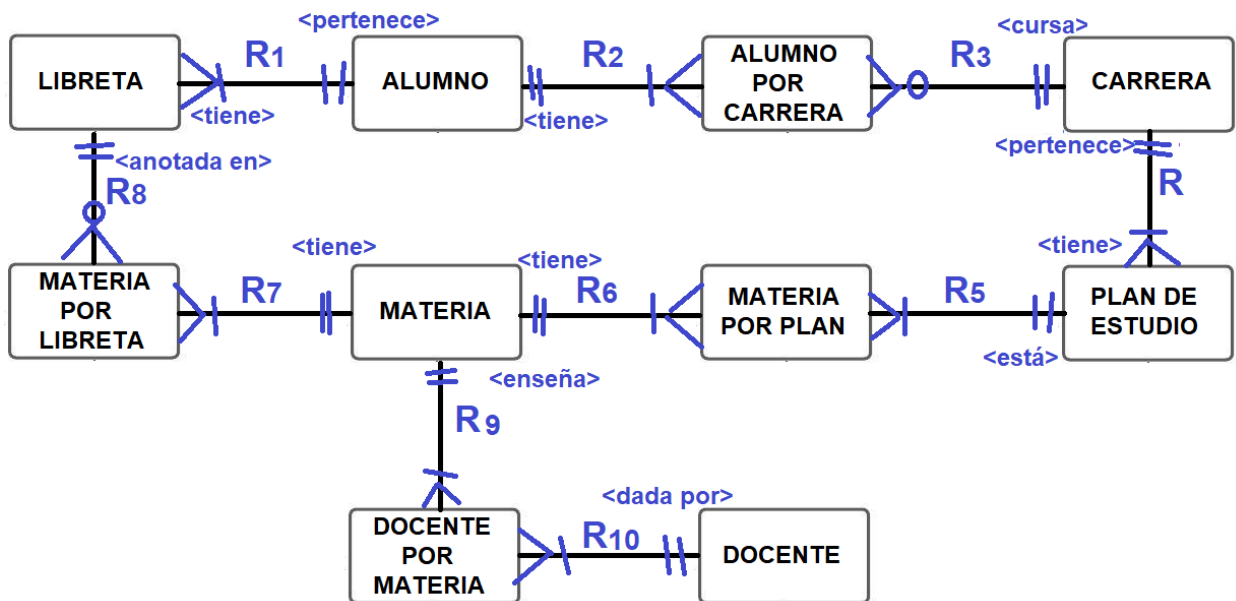 <pertenece>
<cursa>
R1
R2
R3
LIBRETA
ALUMNO
ALUMNO
POR
CARRERA
CARRERA
<tiene>
<tiene>
<pertenece>
<anotada en>
R8
R
<tiene>
<tiene>
<tiene>
MATERIA
POR
LIBRETA
R7
MATERIA
R6
MATERIA
POR PLAN
R5
PLAN DE
ESTUDIO
<enseña>
<está>
R9
<dada por>
DOCENTE
POR
MATERIA
R10
DOCENTE